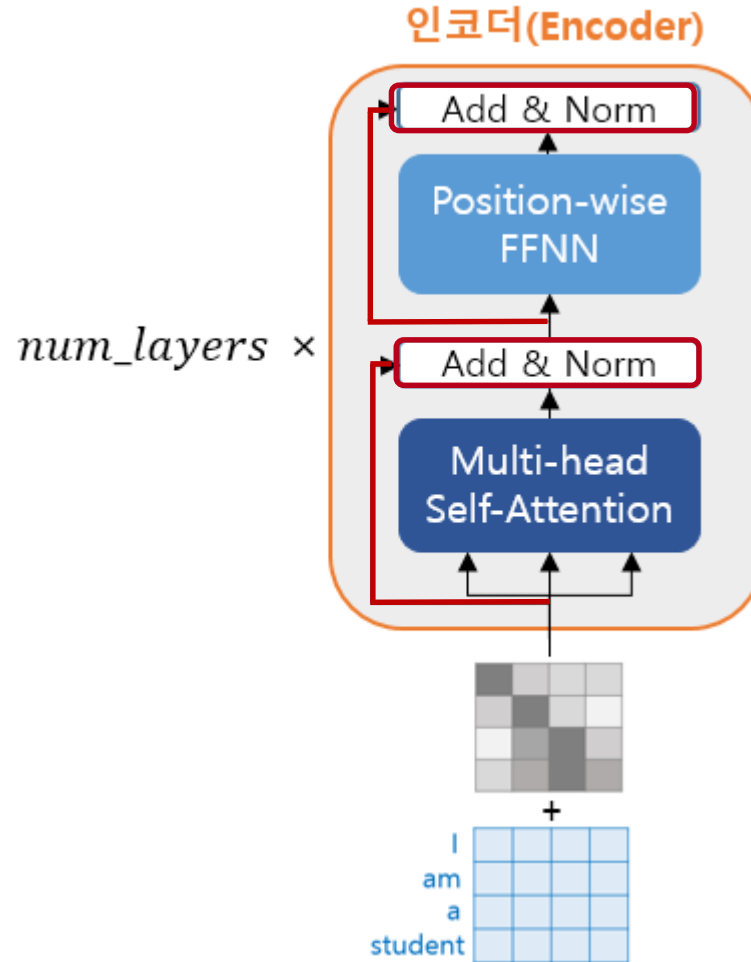 인코더(Encoder)
Add & Norm
Position-wise
FFNN
num_layers ×
Add & Norm
Multi-head
Self-Attention
+
I
am
a
student